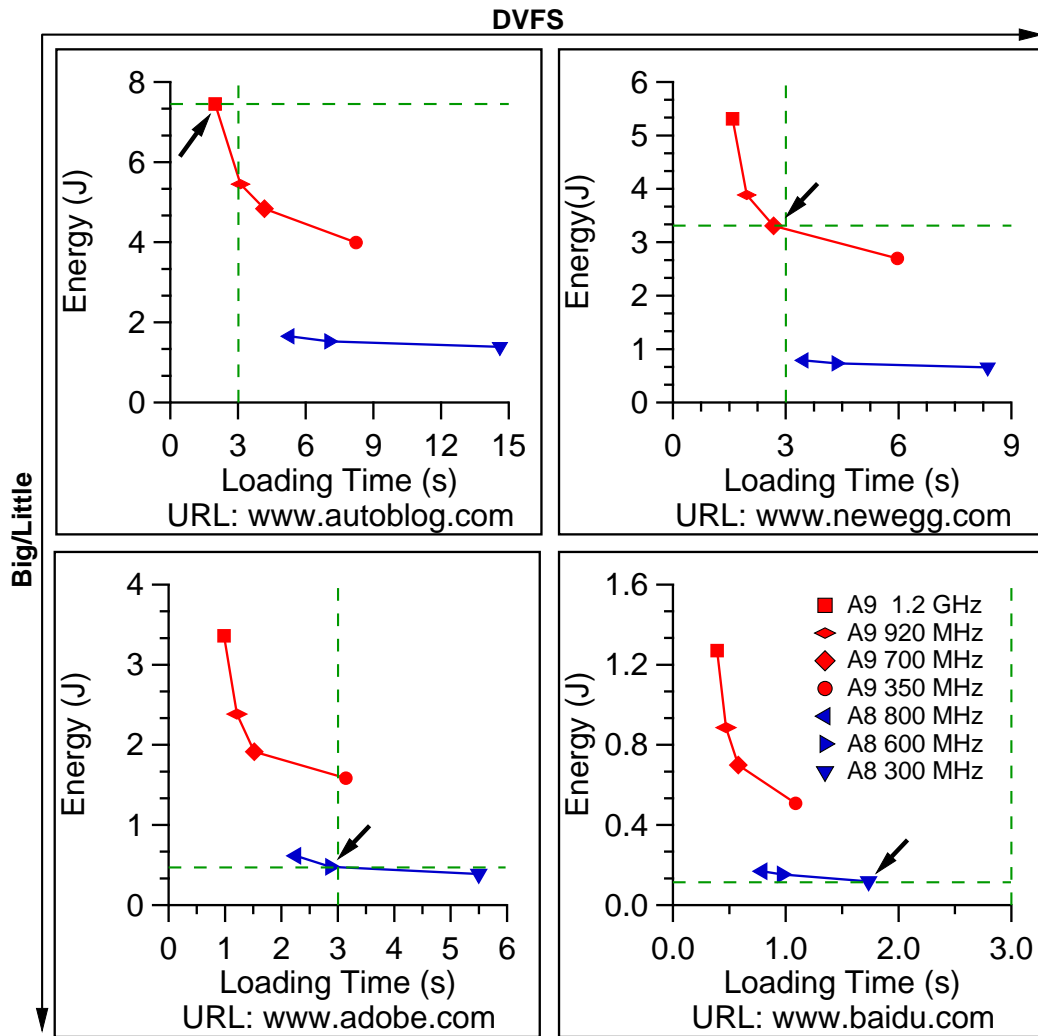 DVFS
Big/Little
8
6
4
2
0
Energy (J)
0 3 6 9 12 15
Loading Time (s)
URL: www.autoblog.com
6
5
4
3
2
1
0
Energy(J)
0 3 6 9
Loading Time (s)
URL: www.newegg.com
4
3
2
1
0
Energy (J)
0 1 2 3 4 5 6
Loading Time (s)
URL: www.adobe.com
1.6
1.2
0.8
0.4
0.0
Energy (J)
A9 1.2 GHz
A9 920 MHz
A9 700 MHz
A9 350 MHz
A8 800 MHz
A8 600 MHz
A8 300 MHz
0.0 1.0 2.0 3.0
Loading Time (s)
URL: www.baidu.com